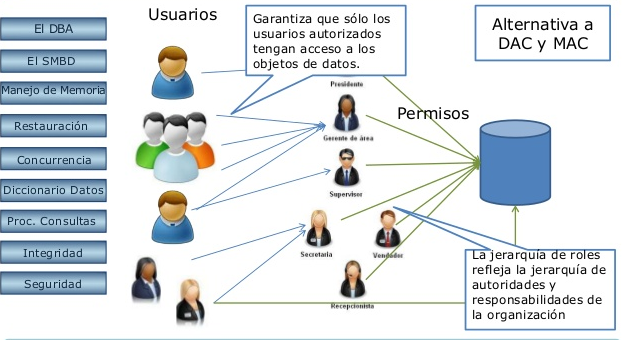 El DBA
El SMBD
Manejo de Memoria
Restauración
Concurrencia
Diccionario Datos
Proc. Consultas
Integridad
Seguridad
Usuarios
Garantiza que sólo los
usuarios autorizados
tengan acceso a los
objetos de datos.
Alternativa a
DAC y MAC
Presidente
Permisos
Gerente de área
Supervisor
Secretaria
Vendedor
Recepcionista
La jerarquía de roles
refleja la jerarquía de
autoridades y
responsabilidades de
la organización